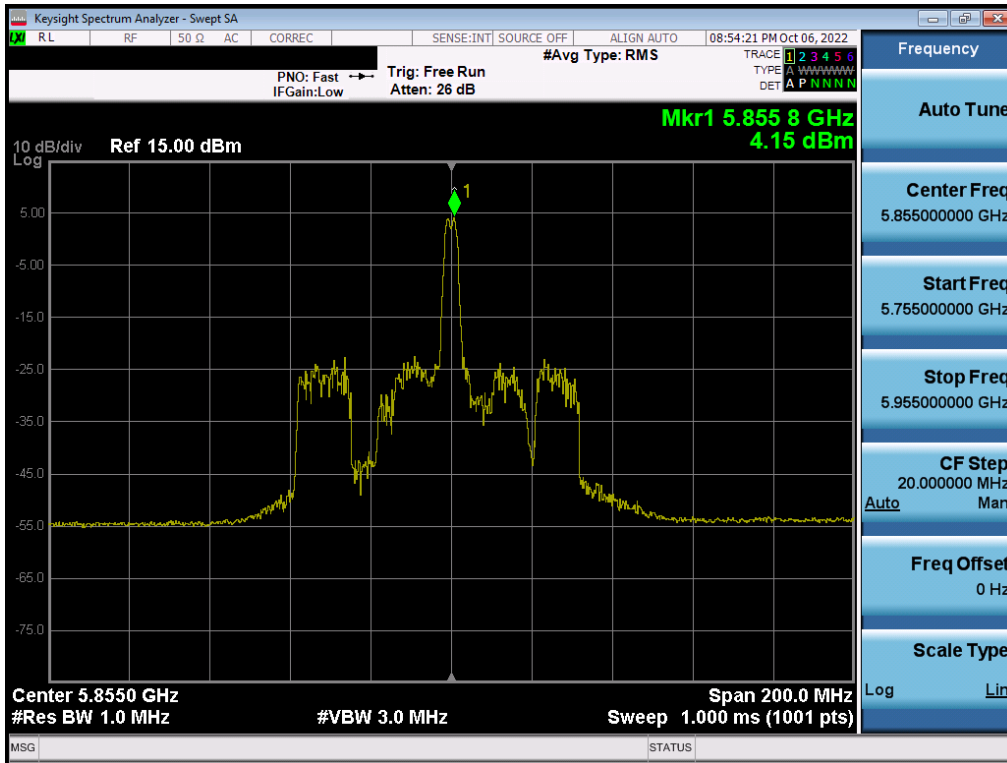 Keysight Spectrum Analyzer - Swept SA
LXI RL RF 50 Ω AC CORREC SENSE:INT SOURCE OFF ALIGN AUTO 08:54:21 PM Oct 06, 2022
#Avg Type: RMS
TRACE 1 2 3 4 5 6
TYPE A WWWWW
DET A P N N N N
PNO: Fast
IFGain:Low
Trig: Free Run
Atten: 26 dB
Mkr1 5.855 8 GHz
4.15 dBm
10 dB/div
Log
Ref 15.00 dBm
1
5.00
-5.00
-15.0
-25.0
-35.0
-45.0
-55.0
-65.0
-75.0
Center 5.8550 GHz
Span 200.0 MHz
#Res BW 1.0 MHz
#VBW 3.0 MHz
Sweep 1.000 ms (1001 pts)
MSG
STATUS
Frequency
Auto Tune
Center Freq
5.855000000 GHz
Start Freq
5.755000000 GHz
Stop Freq
5.955000000 GHz
CF Step
20.000000 MHz
Auto Man
Freq Offset
0 Hz
Scale Type
Log Lin